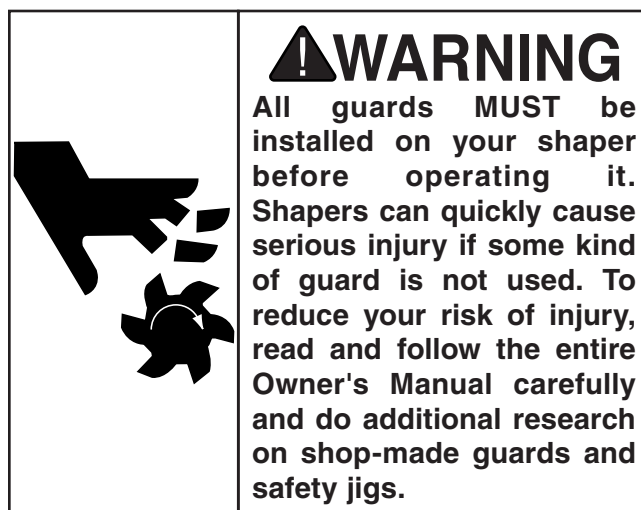 WARNING
All guards MUST be
installed on your shaper
before operating it.
Shapers can quickly cause
serious injury if some kind
of guard is not used. To
reduce your risk of injury,
read and follow the entire
Owner's Manual carefully
and do additional research
on shop-made guards and
safety jigs.